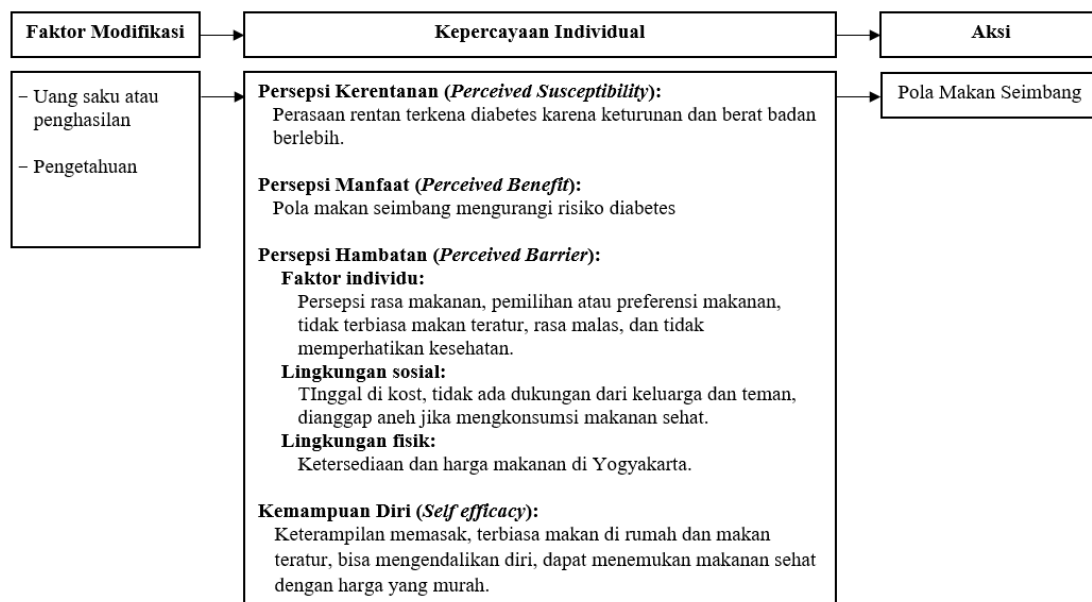 Faktor Modifikasi
Kepercayaan Individual
Aksi
– Uang saku atau
penghasilan
– Pengetahuan
Persepsi Kerentanan (Perceived Susceptibility):
Perasaan rentan terkena diabetes karena keturunan dan berat badan
berlebih.
Persepsi Manfaat (Perceived Benefit):
Pola makan seimbang mengurangi risiko diabetes
Persepsi Hambatan (Perceived Barrier):
Faktor individu:
Persepsi rasa makanan, pemilihan atau preferensi makanan,
tidak terbiasa makan teratur, rasa malas, dan tidak
memperhatikan kesehatan.
Lingkungan sosial:
TInggal di kost, tidak ada dukungan dari keluarga dan teman,
dianggap aneh jika mengkonsumsi makanan sehat.
Lingkungan fisik:
Ketersediaan dan harga makanan di Yogyakarta.
Kemampuan Diri (Self efficacy):
Keterampilan memasak, terbiasa makan di rumah dan makan
teratur, bisa mengendalikan diri, dapat menemukan makanan sehat
dengan harga yang murah.
Pola Makan Seimbang